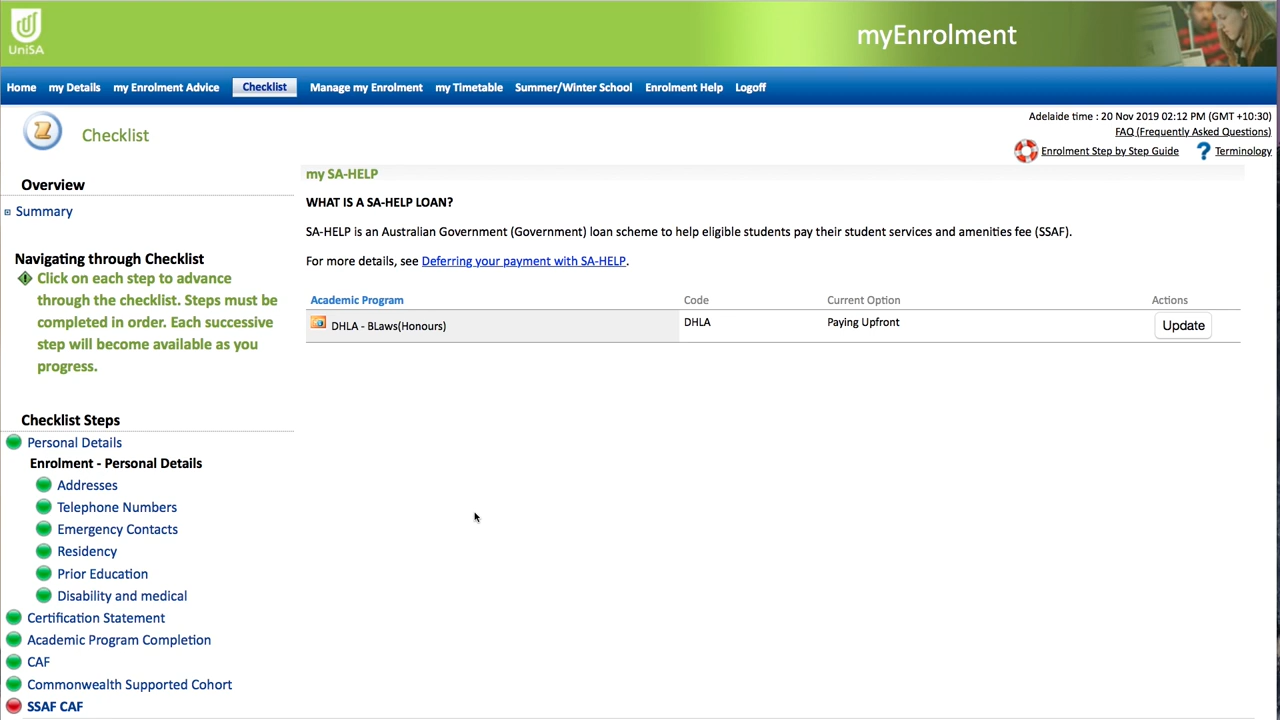 UniSA
myEnrolment
Home my Details my Enrolment Advice Checklist Manage my Enrolment my Timetable Summer/Winter School Enrolment Help Logoff
Checklist
Adelaide time : 20 Nov 2019 02:12 PM (GMT +10:30)
FAQ (Frequently Asked Questions)
Enrolment Step by Step Guide ? Terminology
Overview
Summary
Navigating through Checklist
Click on each step to advance
through the checklist. Steps must be
completed in order. Each successive
step will become available as you
progress.
Checklist Steps
Personal Details
Enrolment - Personal Details
Addresses
Telephone Numbers
Emergency Contacts
Residency
Prior Education
Disability and medical
Certification Statement
Academic Program Completion
CAF
Commonwealth Supported Cohort
SSAF CAF
my SA-HELP
WHAT IS A SA-HELP LOAN?
SA-HELP is an Australian Government (Government) loan scheme to help eligible students pay their student services and amenities fee (SSAF).
For more details, see Deferring your payment with SA-HELP.
Academic Program Code Current Option Actions
DHLA - BLaws(Honours) DHLA Paying Upfront Update